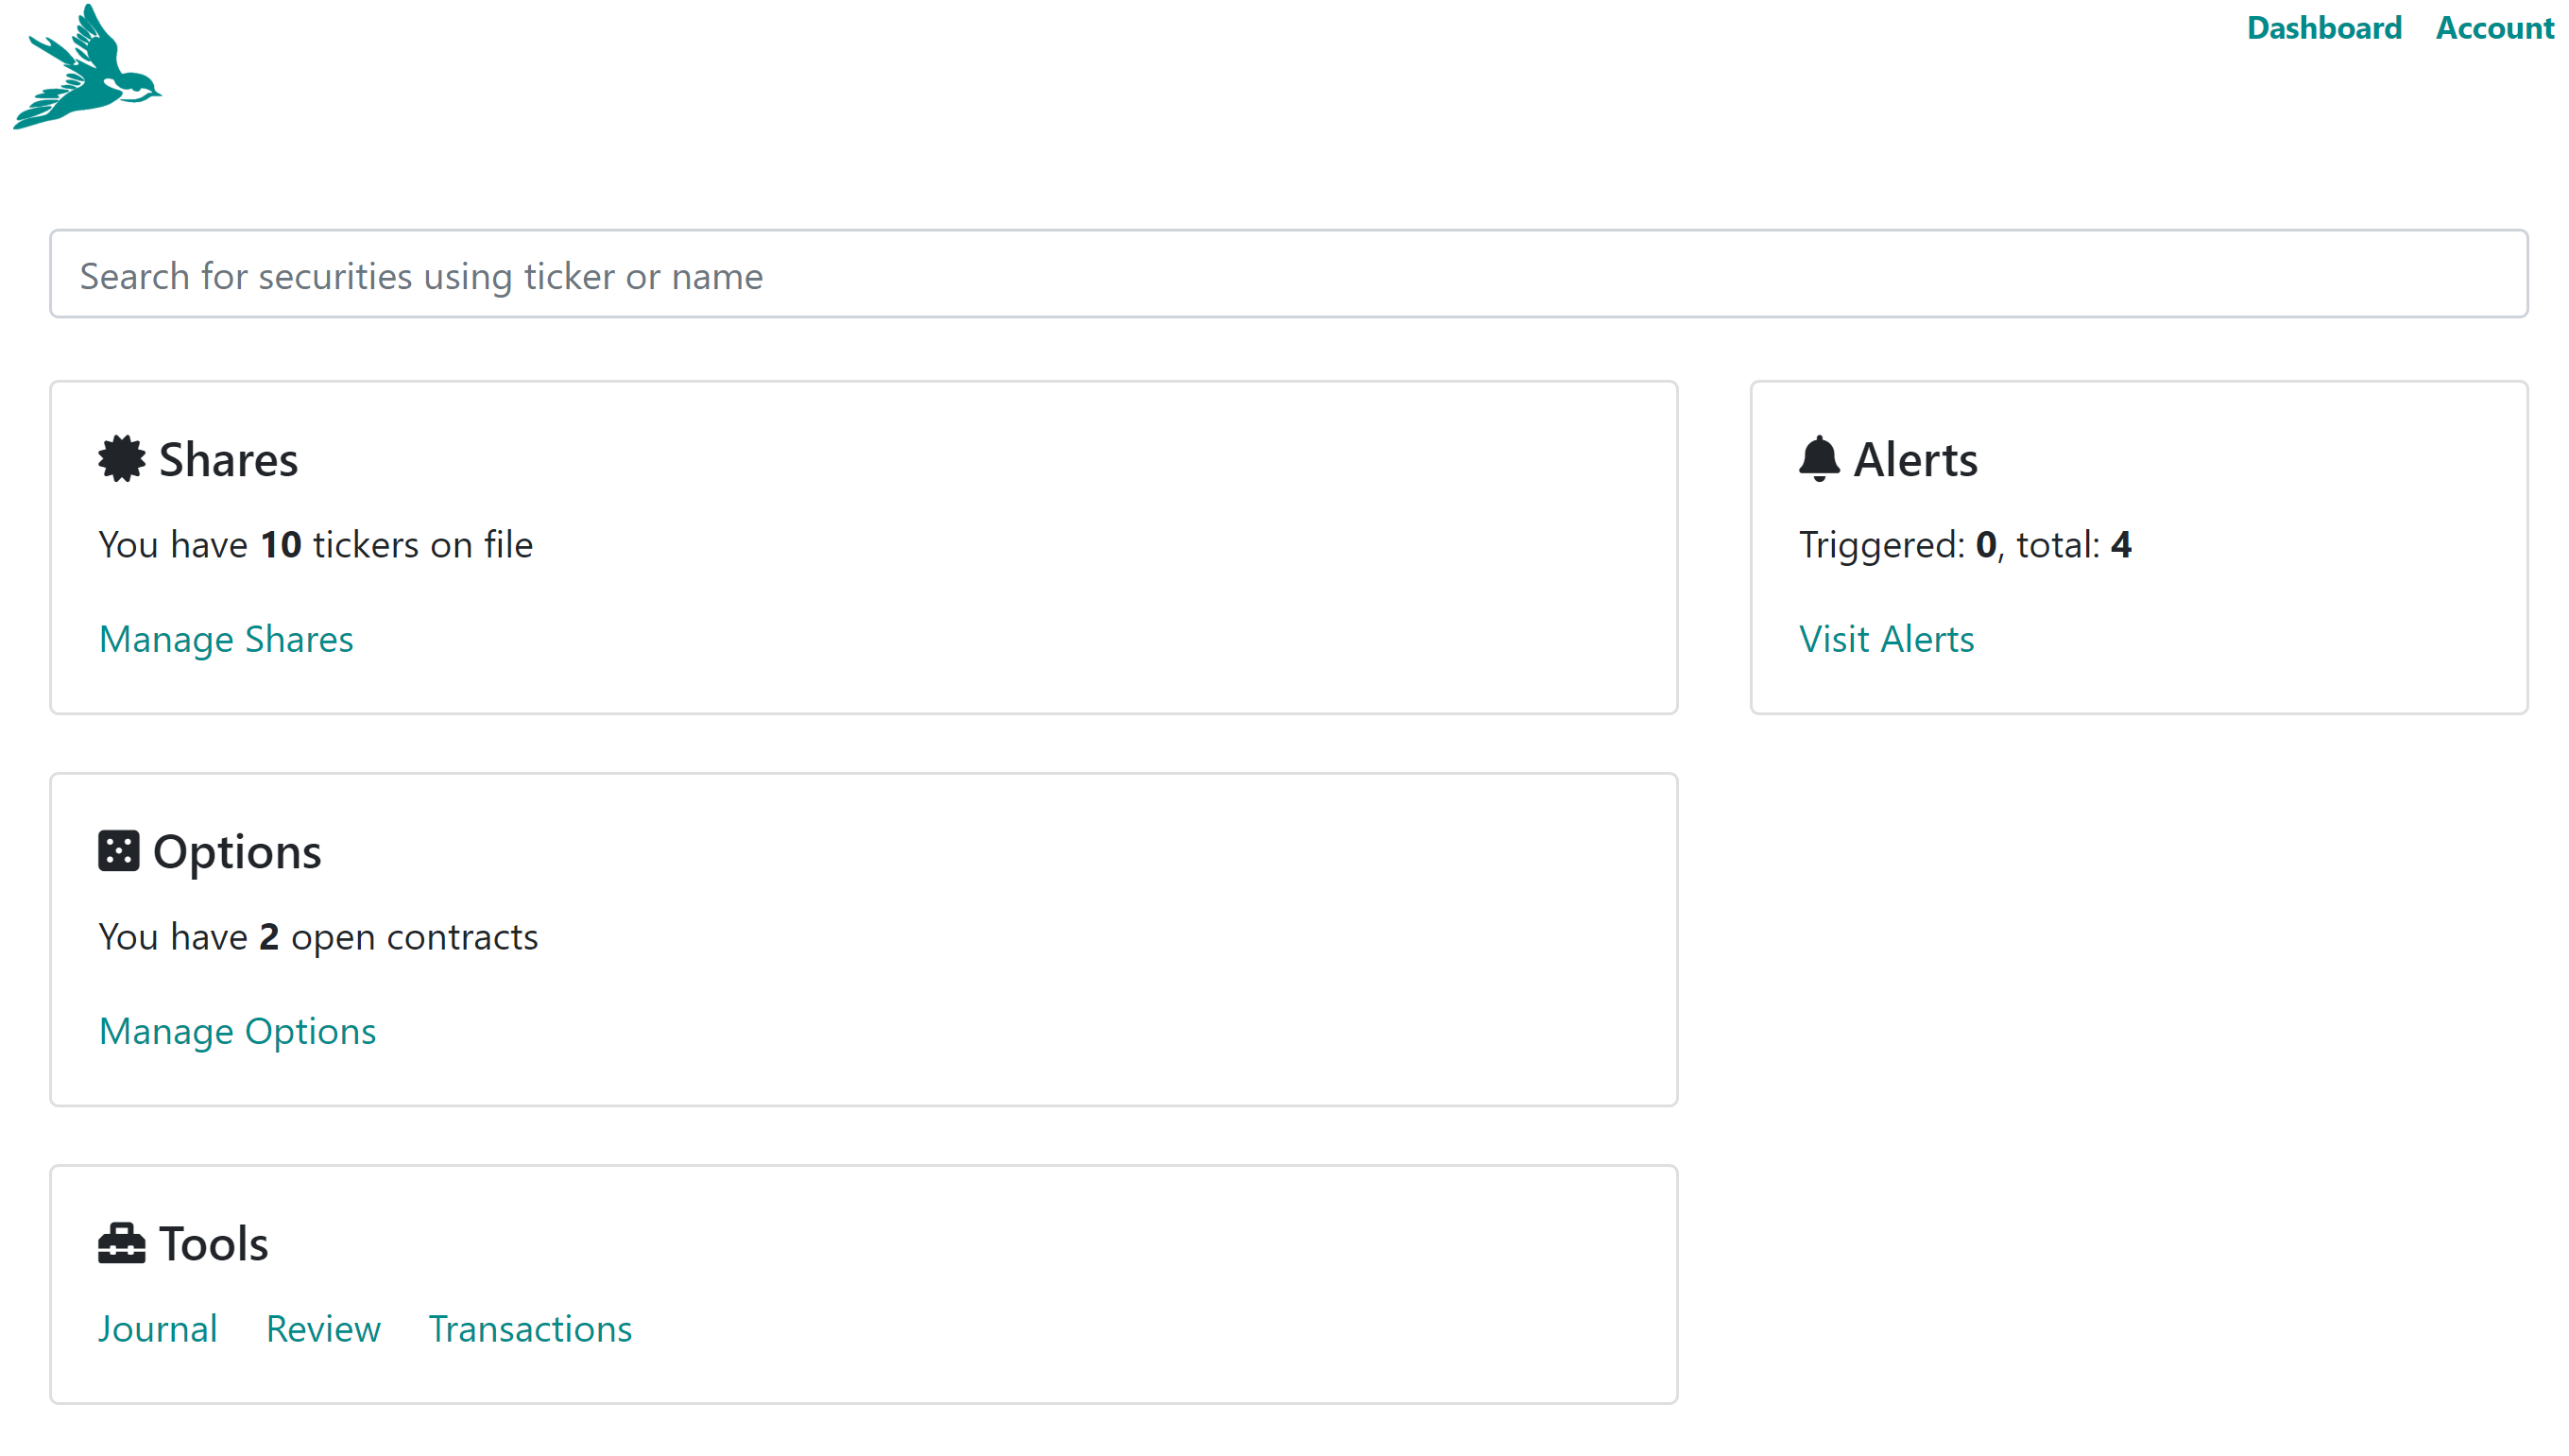 Dashboard Account
Search for securities using ticker or name
Shares
You have 10 tickers on file
Manage Shares
Alerts
Triggered: 0, total: 4
Visit Alerts
Options
You have 2 open contracts
Manage Options
Tools
Journal Review Transactions